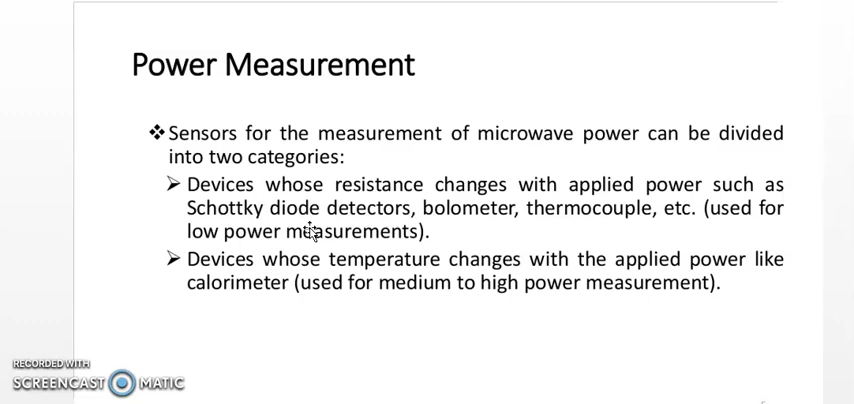 Power Measurement
❖Sensors for the measurement of microwave power can be divided
into two categories:
➢ Devices whose resistance changes with applied power such as
Schottky diode detectors, bolometer, thermocouple, etc. (used for
low power measurements).
➢ Devices whose temperature changes with the applied power like
calorimeter (used for medium to high power measurement).
RECORDED WITH
SCREENCAST MATIC